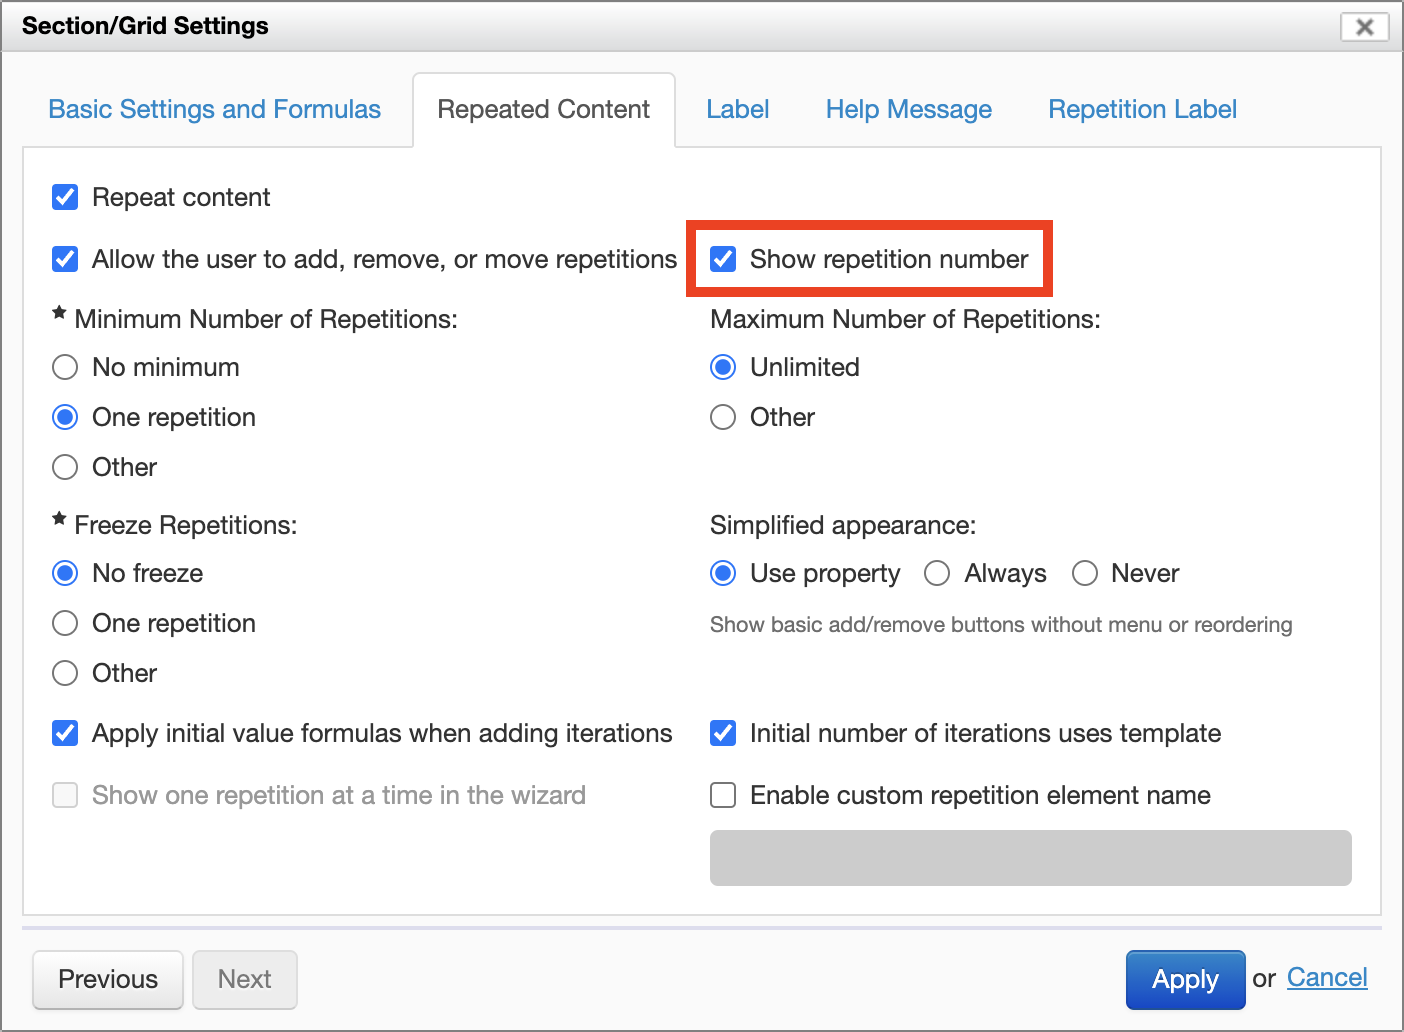 Section/Grid Settings
Basic Settings and Formulas
Repeated Content
Label
Help Message
Repetition Label
Repeat content
Allow the user to add, remove, or move repetitions
Show repetition number
★ Minimum Number of Repetitions:
No minimum
One repetition
Other
Maximum Number of Repetitions:
Unlimited
Other
★ Freeze Repetitions:
No freeze
One repetition
Other
Simplified appearance:
Use property
Always
Never
Show basic add/remove buttons without menu or reordering
Apply initial value formulas when adding iterations
Initial number of iterations uses template
Show one repetition at a time in the wizard
Enable custom repetition element name
Previous
Next
Apply or Cancel